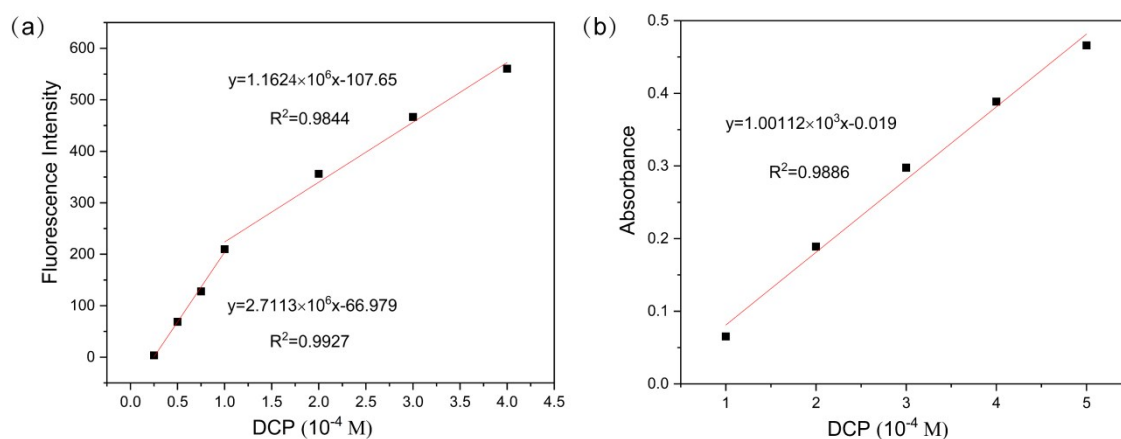 (a)
600
500
400
300
200
100
0
Fluorescence Intensity
y=1.1624×10⁶x-107.65
R²=0.9844
y=2.7113×10⁶x-66.979
R²=0.9927
0.0 0.5 1.0 1.5 2.0 2.5 3.0 3.5 4.0 4.5
DCP (10⁻⁴ M)
(b)
0.5
0.4
0.3
0.2
0.1
0.0
Absorbance
y=1.00112×10³x-0.019
R²=0.9886
1 2 3 4 5
DCP (10⁻⁴ M)